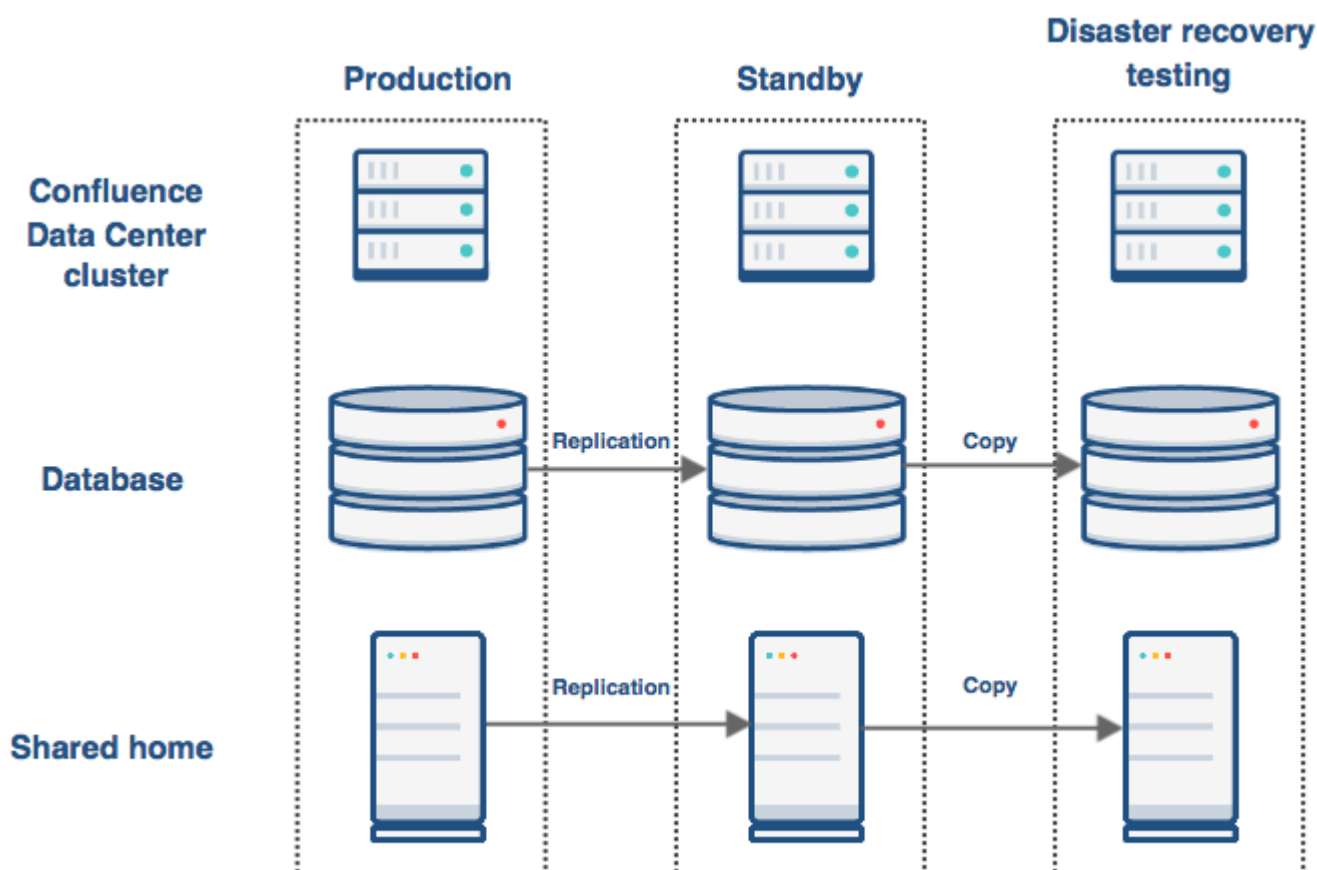 Production
Standby
Disaster recovery
testing
Confluence
Data Center
cluster
Database
Replication
Copy
Shared home
Replication
Copy